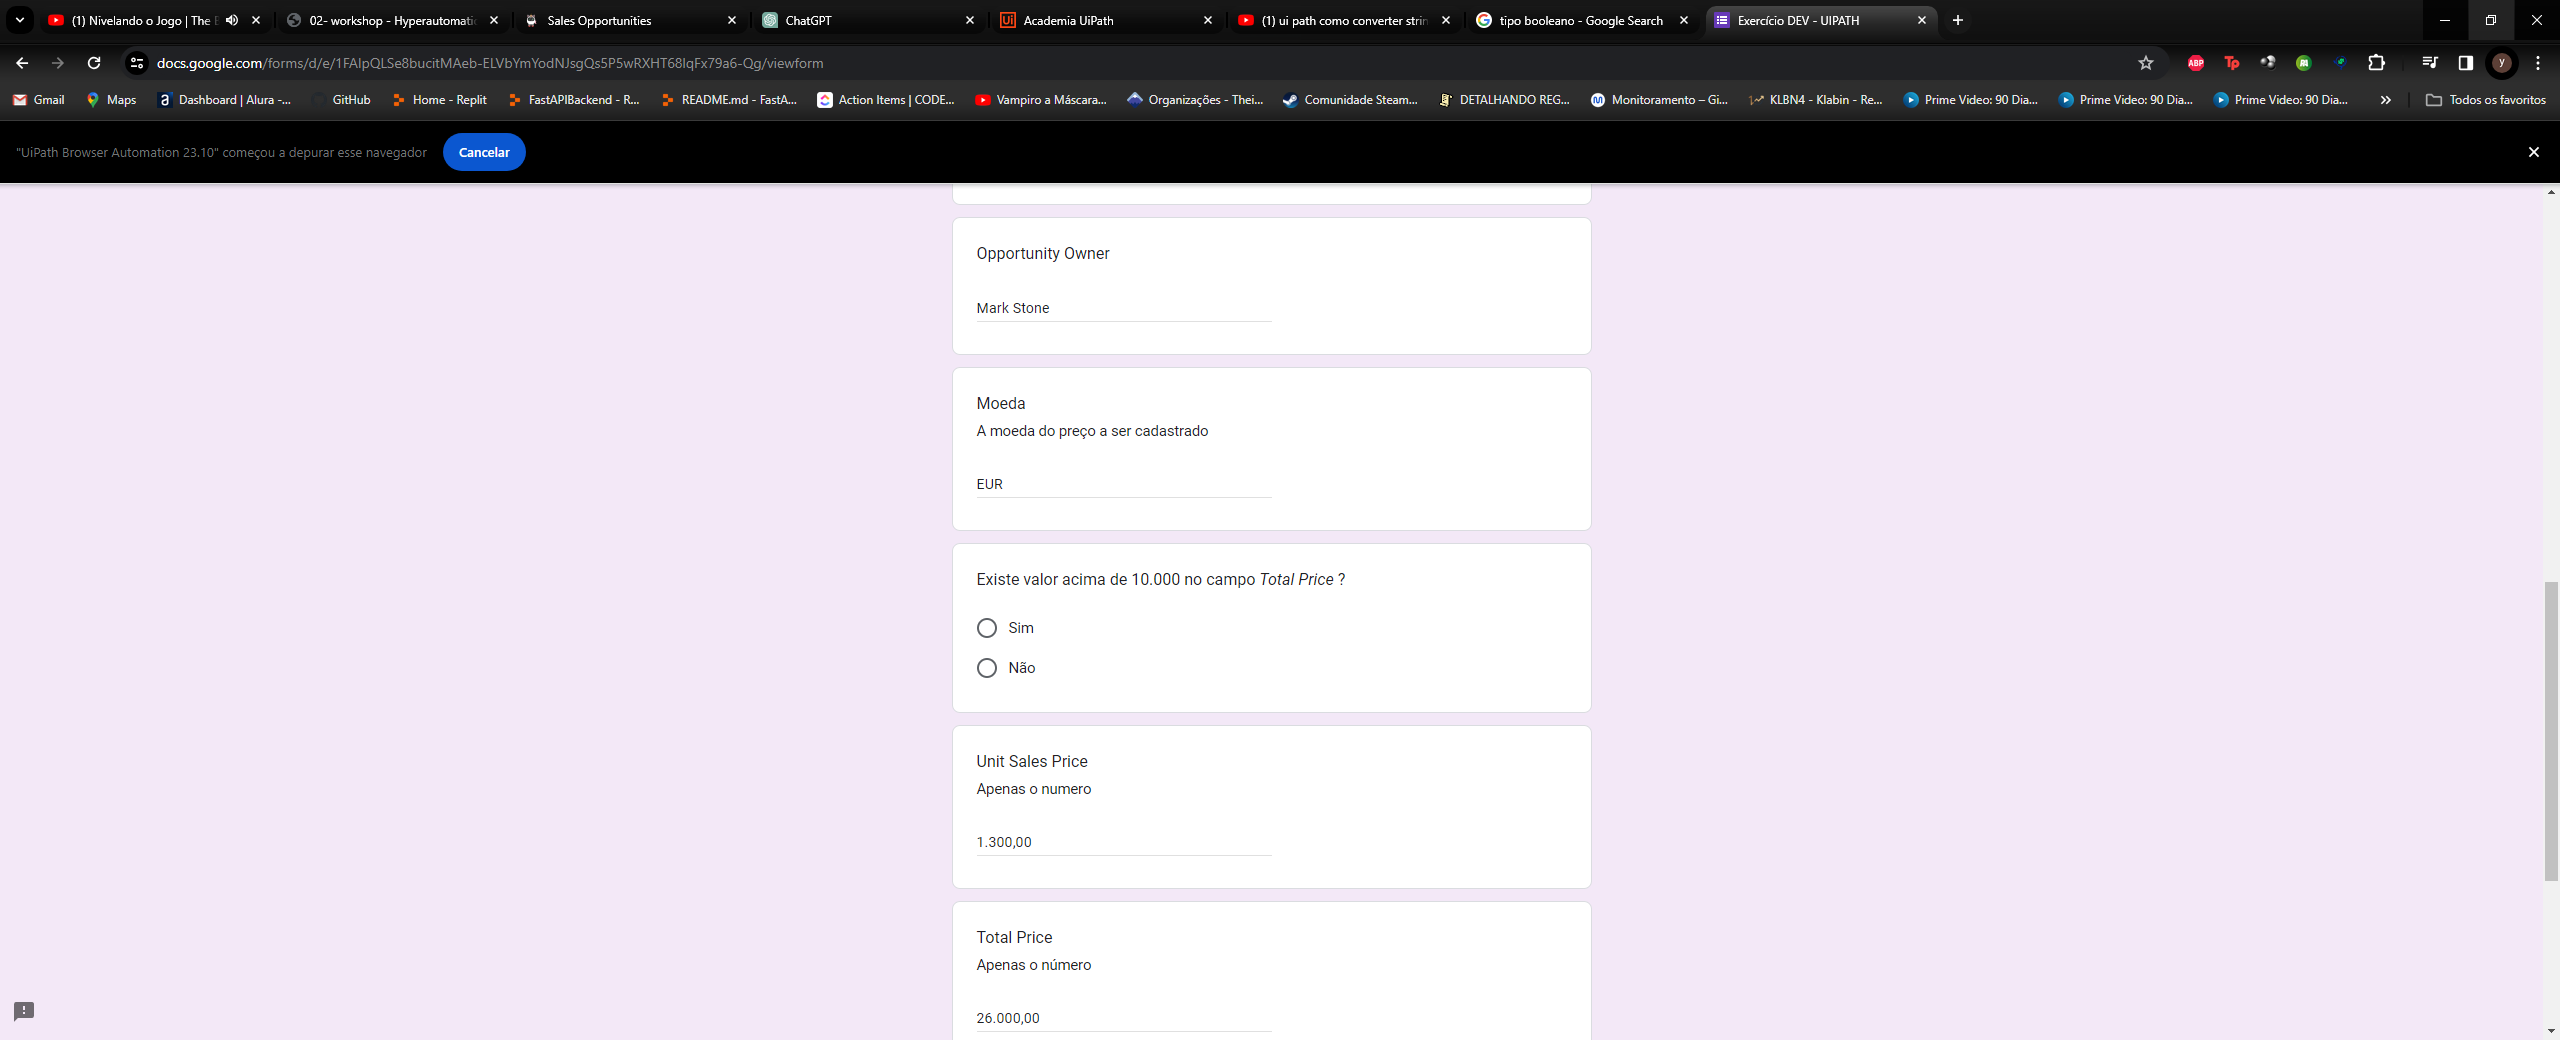 (1) Nivelando o Jogo | The B
02- workshop - Hyperautomatic
Sales Opportunities
ChatGPT
Academia UiPath
(1) ui path como converter strin
tipo booleano - Google Search
Exercício DEV - UIPATH
docs.google.com/forms/d/e/1FAIpQLSe8bucitMAeb-ELVbYmYodNJsgQs5P5wRXHT68IqFx79a6-Qg/viewform
ABP
Tp
y
Gmail
Maps
Dashboard | Alura -...
GitHub
Home - Replit
FastAPIBackend - R...
README.md - FastA...
Action Items | CODE...
Vampiro a Máscara...
Organizações - Thei...
Comunidade Steam...
DETALHANDO REG...
Monitoramento – Gi...
KLBN4 - Klabin - Re...
Prime Video: 90 Dia...
Prime Video: 90 Dia...
Prime Video: 90 Dia...
Todos os favoritos
"UiPath Browser Automation 23.10" começou a depurar esse navegador
Cancelar
Opportunity Owner
Mark Stone
Moeda
A moeda do preço a ser cadastrado
EUR
Existe valor acima de 10.000 no campo Total Price ?
Sim
Não
Unit Sales Price
Apenas o numero
1.300,00
Total Price
Apenas o número
26.000,00